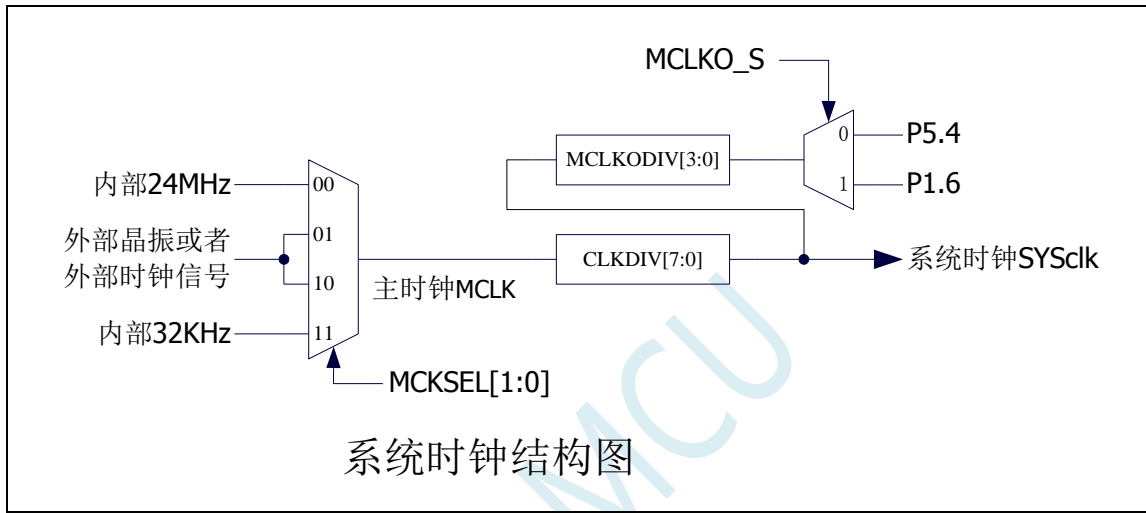 MCLKO_S
0
P5.4
MCLKODIV[3:0]
1
P1.6
内部24MHz
00
外部晶振或者
外部时钟信号
01
10
CLKDIV[7:0]
系统时钟SYSclk
主时钟MCLK
内部32KHz
11
MCKSEL[1:0]
系统时钟结构图
MCU